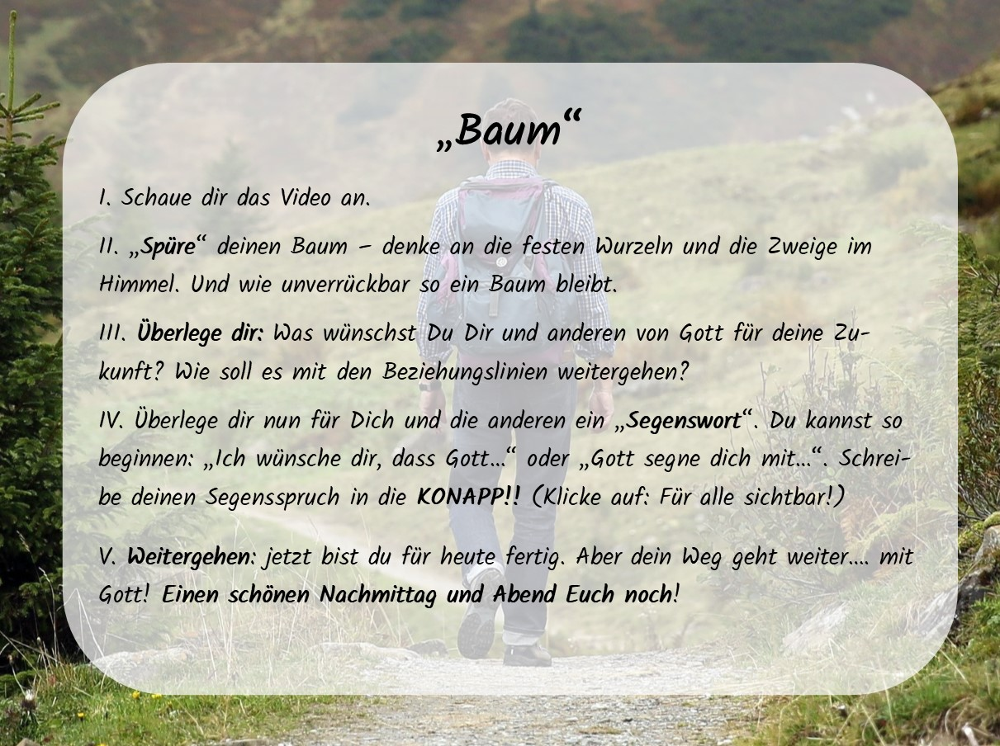 „Baum“
I. Schaue dir das Video an.
II. „Spüre“ deinen Baum – denke an die festen Wurzeln und die Zweige im
Himmel. Und wie unverrückbar so ein Baum bleibt.
III. Überlege dir: Was wünschst Du Dir und anderen von Gott für deine Zu-
kunft? Wie soll es mit den Beziehungslinien weitergehen?
IV. Überlege dir nun für Dich und die anderen ein „Segenswort“. Du kannst so
beginnen: „Ich wünsche dir, dass Gott...“ oder „Gott segne dich mit...“. Schrei-
be deinen Segensspruch in die KONAPP!! (Klicke auf: Für alle sichtbar!)
V. Weitergehen: jetzt bist du für heute fertig. Aber dein Weg geht weiter.... mit
Gott! Einen schönen Nachmittag und Abend Euch noch!